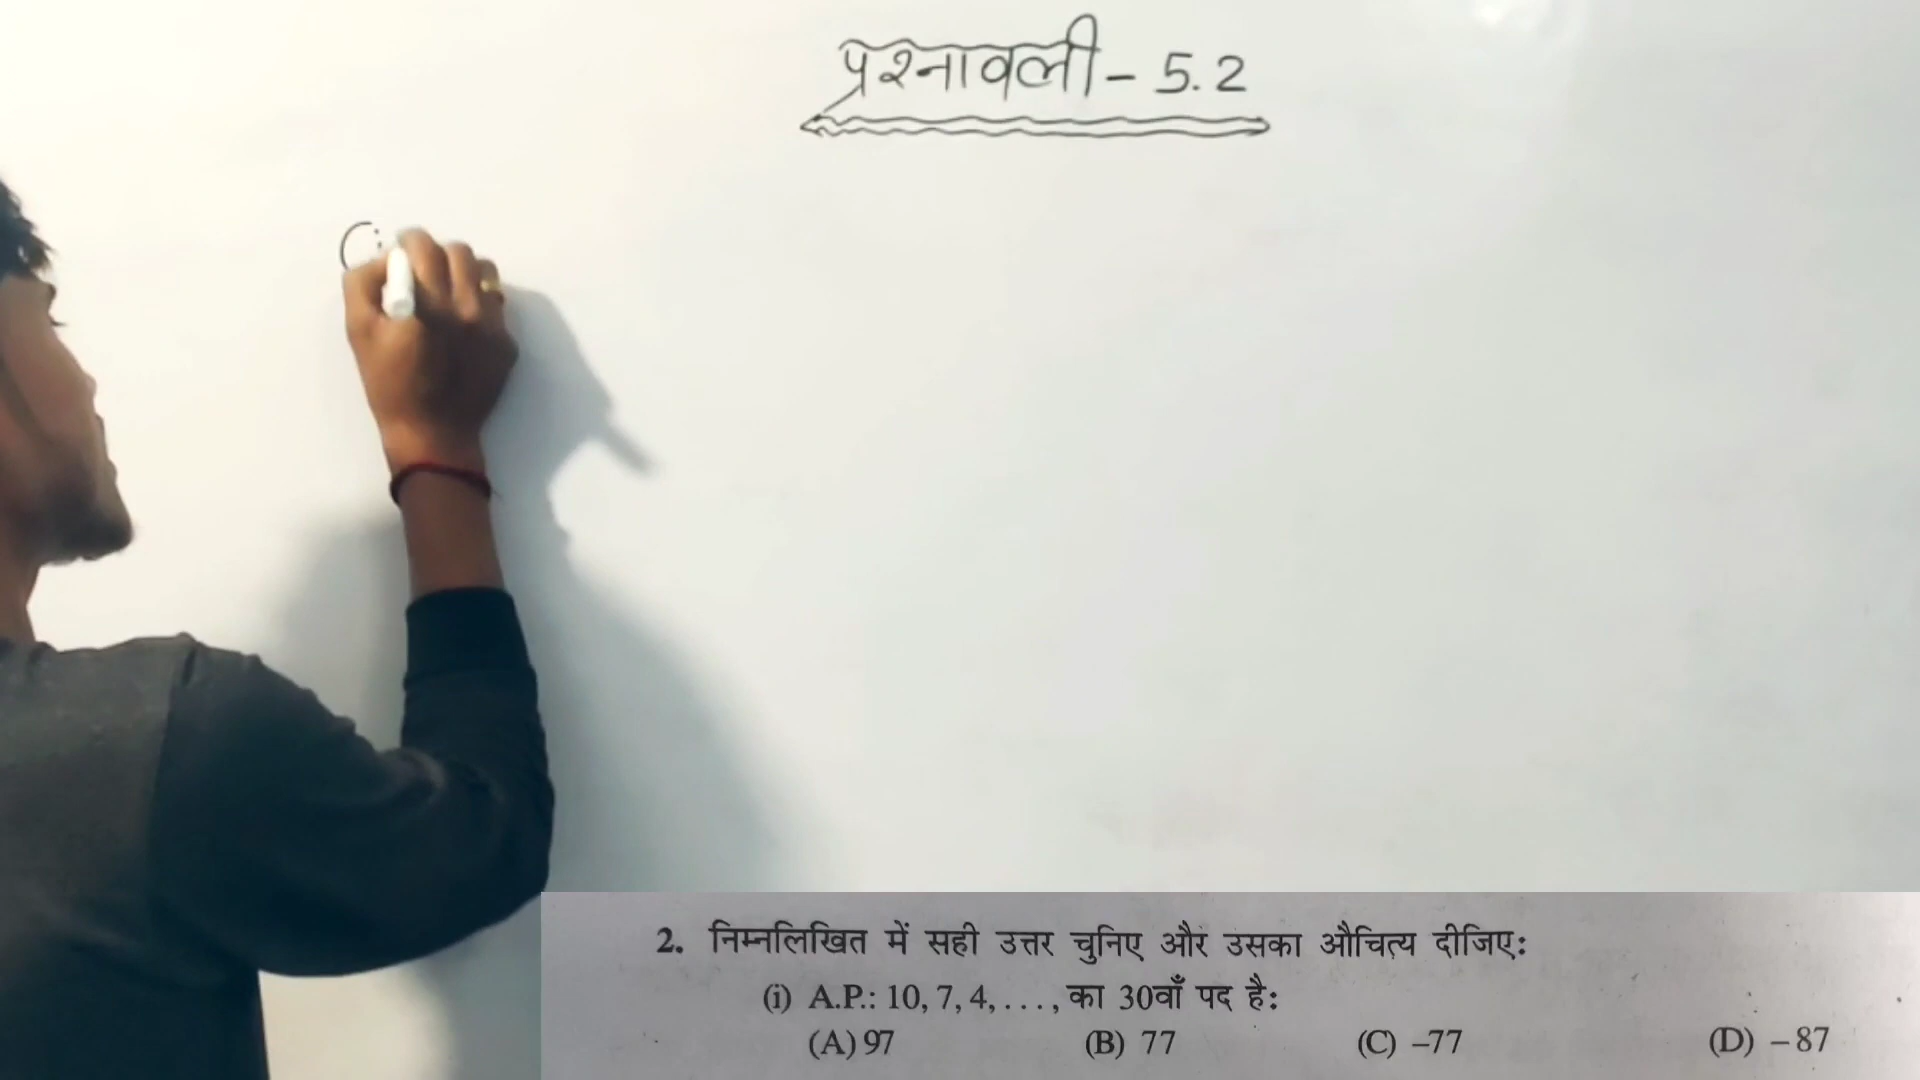 प्रश्नावली - 5.2
(i
2. निम्नलिखित में सही उत्तर चुनिए और उसका औचित्य दीजिए:
(i) A.P.: 10, 7, 4, . . . , का 30वाँ पद है:
(A) 97 (B) 77 (C) –77 (D) – 87